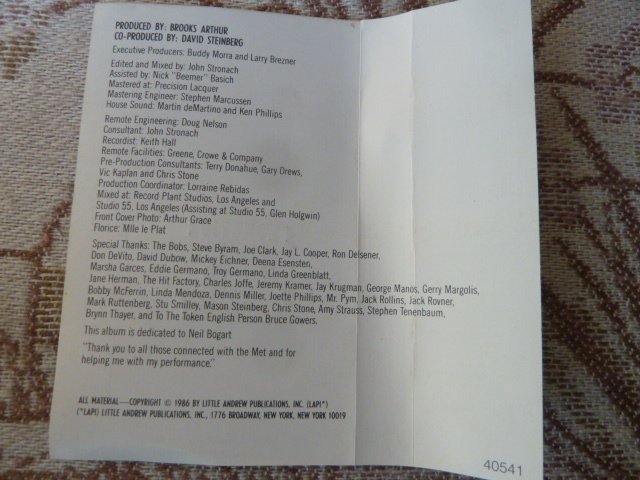 PRODUCED BY: BROOKS ARTHUR
CO-PRODUCED BY: DAVID STEINBERG
Executive Producers: Buddy Morra and Larry Brezner
Edited and Mixed by: John Stronach
Assisted by: Nick "Beemer" Basich
Mastered at: Precision Lacquer
Mastering Engineer: Stephen Marcussen
House Sound: Martin deMartino and Ken Phillips
Remote Engineering: Doug Nelson
Consultant: John Stronach
Recordist: Keith Hall
Remote Facilities: Greene, Crowe & Company
Pre-Production Consultants: Terry Donahue, Gary Drews,
Vic Kaplan and Chris Stone
Production Coordinator: Lorraine Rebidas
Mixed at: Record Plant Studios, Los Angeles and
Studio 55, Los Angeles (Assisting at Studio 55, Glen Holgwin)
Front Cover Photo: Arthur Grace
Florice: Mlle le Plat
Special Thanks: The Bobs, Steve Byram, Joe Clark, Jay L. Cooper, Ron Delsener,
Don DeVito, David Dubow, Mickey Eichner, Deena Esensten,
Marsha Garces, Eddie Germano, Troy Germano, Linda Greenblatt,
Jane Herman, The Hit Factory, Charles Joffe, Jeremy Kramer, Jay Krugman, George Manos, Gerry Margolis,
Bobby McFerrin, Linda Mendoza, Dennis Miller, Joette Phillips, Mr. Pym, Jack Rollins, Jack Rovner,
Mark Ruttenberg, Stu Smilley, Mason Steinberg, Chris Stone, Amy Strauss, Stephen Tenenbaum,
Brynn Thayer, and To The Token English Person Bruce Gowers.
This album is dedicated to Neil Bogart
"Thank you to all those connected with the Met and for
helping me with my performance."
ALL MATERIAL—COPYRIGHT © 1986 BY LITTLE ANDREW PUBLICATIONS, INC. (LAPI*)
(*LAPI) LITTLE ANDREW PUBLICATIONS, INC., 1776 BROADWAY, NEW YORK, NEW YORK 10019
40541